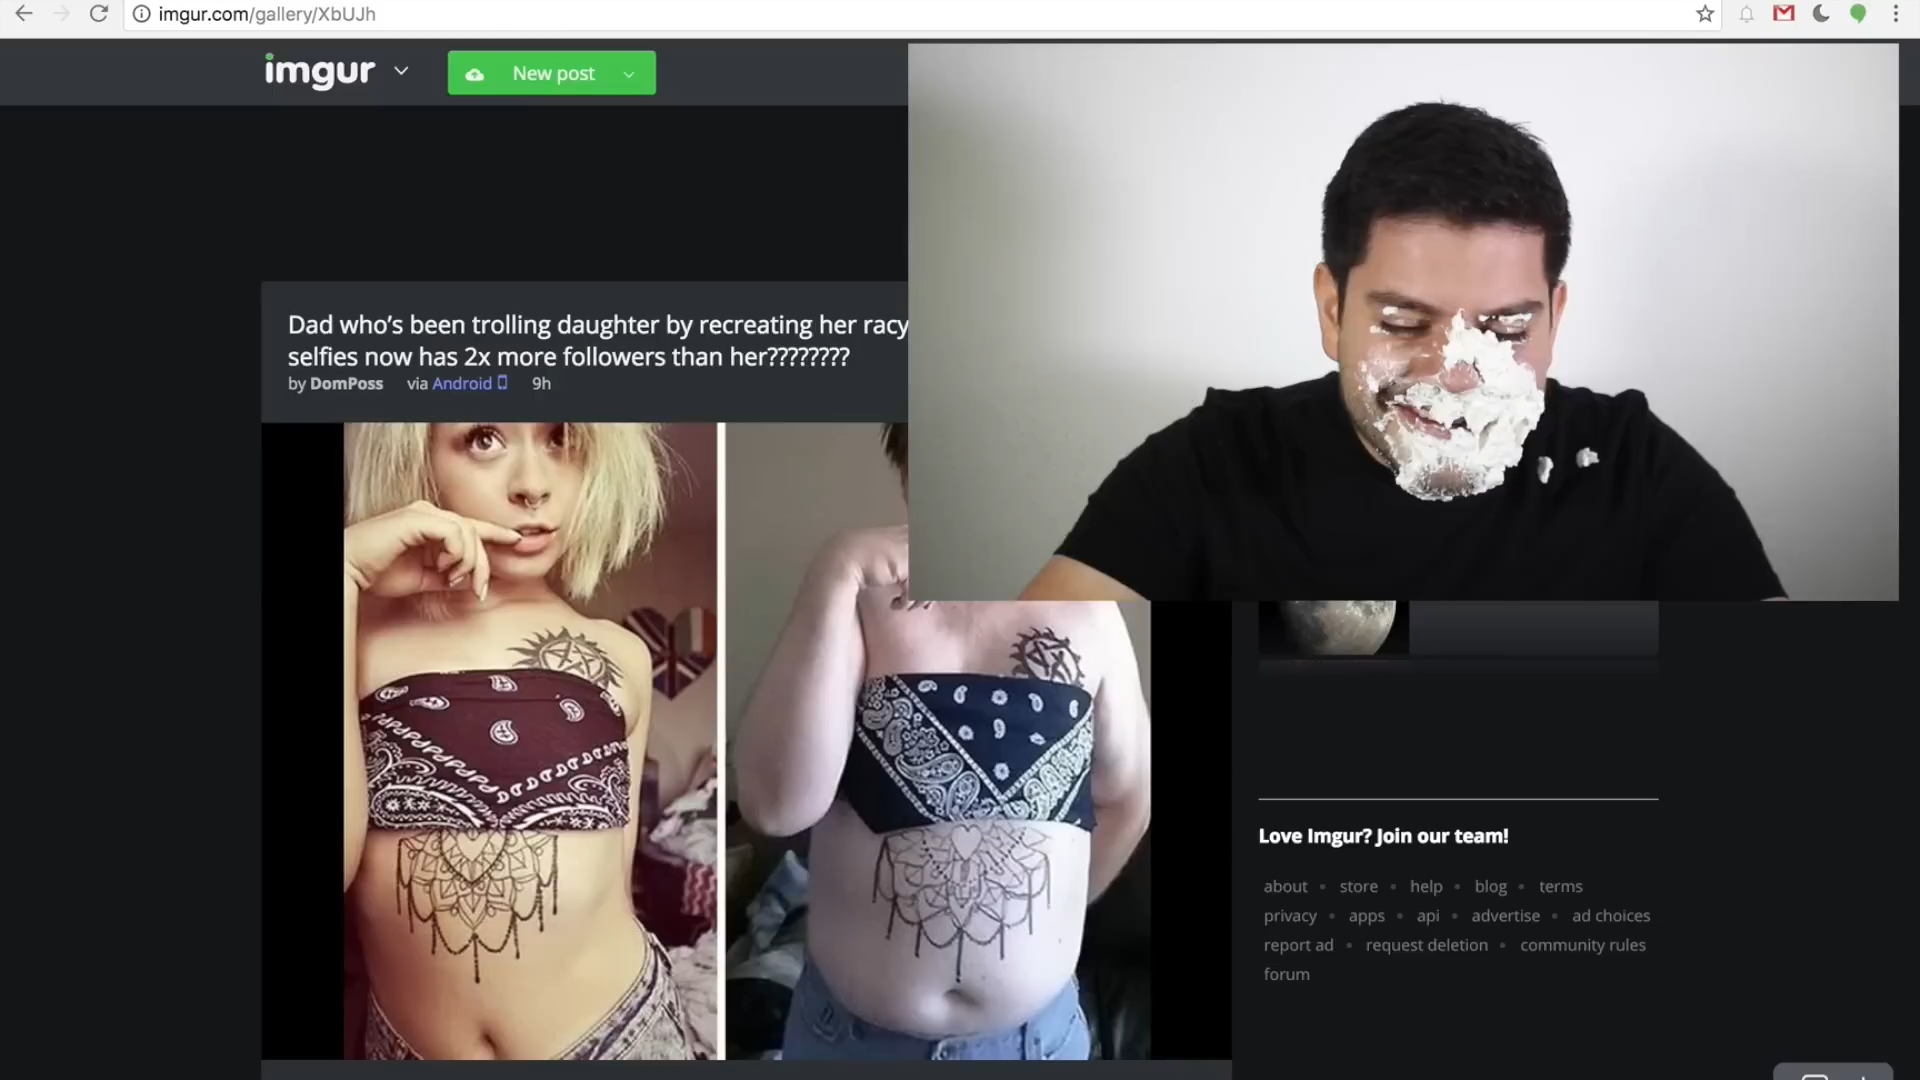 imgur.com/gallery/XbUJh
imgur
New post
Dad who's been trolling daughter by recreating her racy
selfies now has 2x more followers than her????????
by DomPoss via Android 9h
Love Imgur? Join our team!
about • store • help • blog • terms
privacy • apps • api • advertise • ad choices
report ad • request deletion • community rules
forum